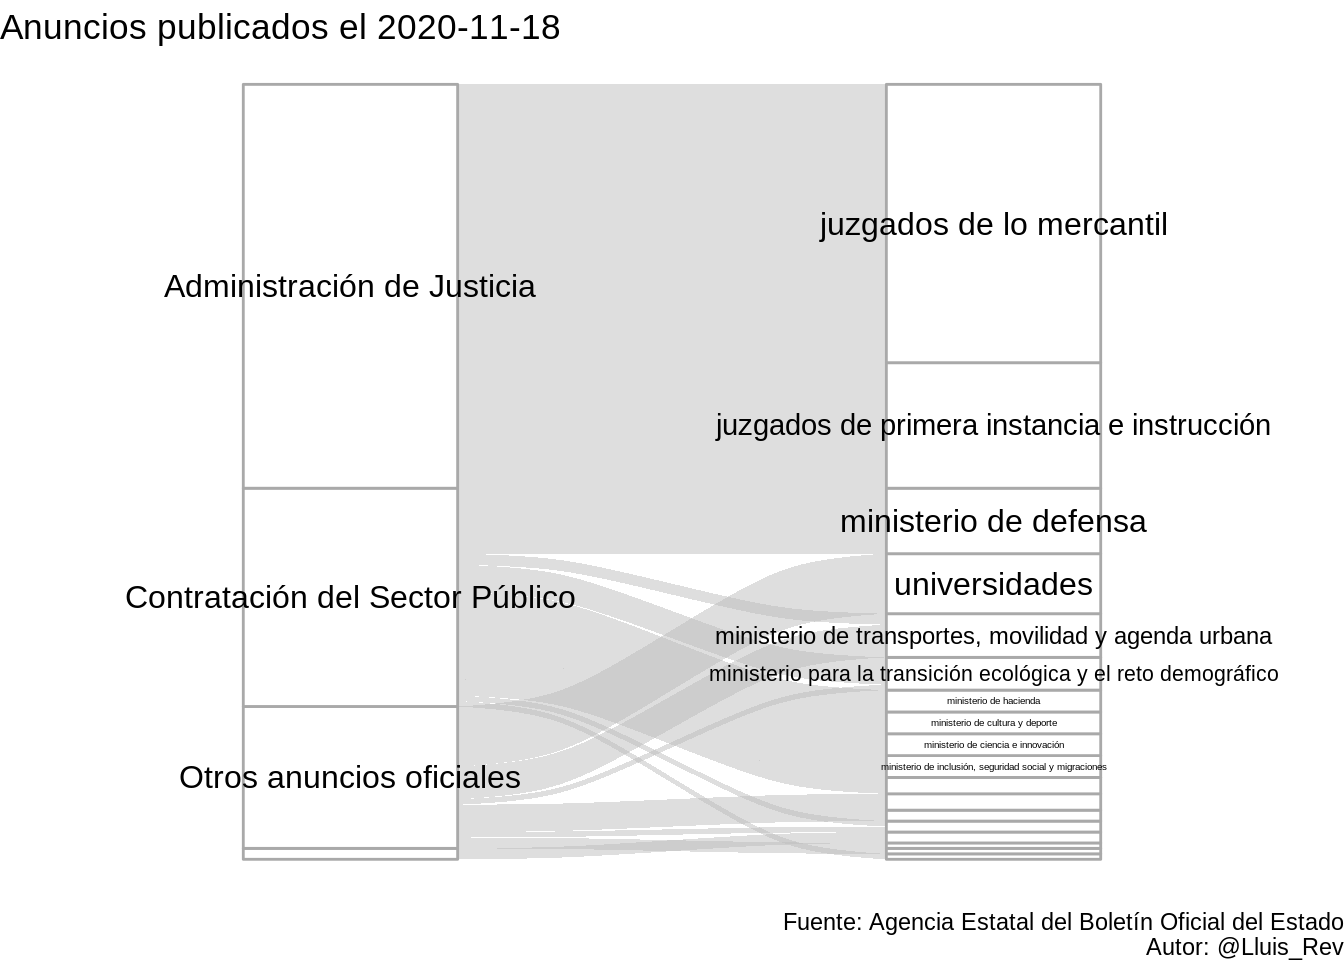 Anuncios publicados el 2020-11-18
Administración de Justicia
Contratación del Sector Público
Otros anuncios oficiales
juzgados de lo mercantil
juzgados de primera instancia e instrucción
ministerio de defensa
universidades
ministerio de transportes, movilidad y agenda urbana
ministerio para la transición ecológica y el reto demográfico
ministerio de hacienda
ministerio de cultura y deporte
ministerio de ciencia e innovación
ministerio de inclusión, seguridad social y migraciones
Fuente: Agencia Estatal del Boletín Oficial del Estado
Autor: @Lluis_Rev